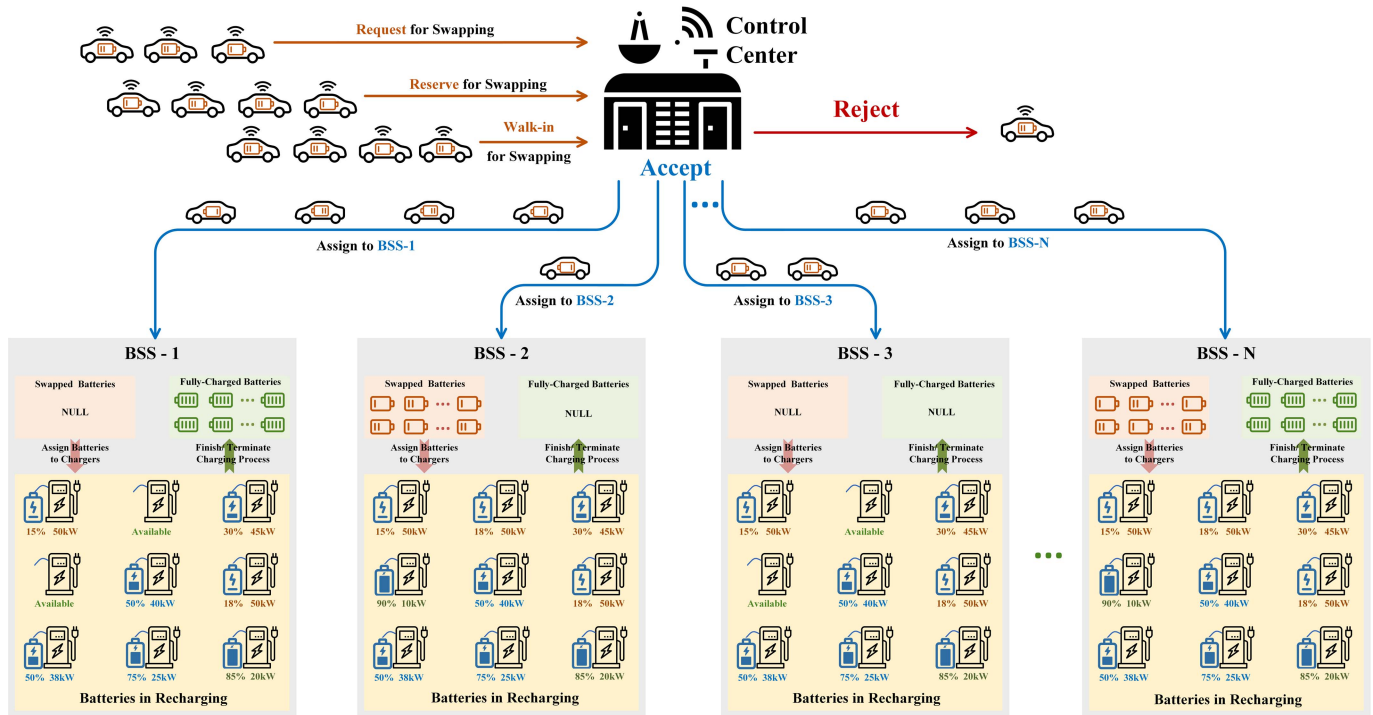 Request for Swapping
Control
Center
Reserve for Swapping
Walk-in
for Swapping
Reject
Accept
Assign to BSS-1
Assign to BSS-2
Assign to BSS-3
Assign to BSS-N
BSS - 1
Swapped Batteries
NULL
Fully-Charged Batteries
Assign Batteries
to Chargers
Finish/ Terminate
Charging Process
15% 50kW
Available
30% 45kW
Available
50% 40kW
18% 50kW
50% 38kW
75% 25kW
85% 20kW
Batteries in Recharging
BSS - 2
Swapped Batteries
Fully-Charged Batteries
NULL
Assign Batteries
to Chargers
Finish/ Terminate
Charging Process
15% 50kW
18% 50kW
30% 45kW
90% 10kW
50% 40kW
18% 50kW
50% 38kW
75% 25kW
85% 20kW
Batteries in Recharging
BSS - 3
Swapped Batteries
NULL
Fully-Charged Batteries
NULL
Assign Batteries
to Chargers
Finish/ Terminate
Charging Process
15% 50kW
Available
30% 45kW
Available
50% 40kW
18% 50kW
50% 38kW
75% 25kW
85% 20kW
Batteries in Recharging
BSS - N
Swapped Batteries
Fully-Charged Batteries
Assign Batteries
to Chargers
Finish/ Terminate
Charging Process
15% 50kW
18% 50kW
30% 45kW
90% 10kW
50% 40kW
18% 50kW
50% 38kW
75% 25kW
85% 20kW
Batteries in Recharging